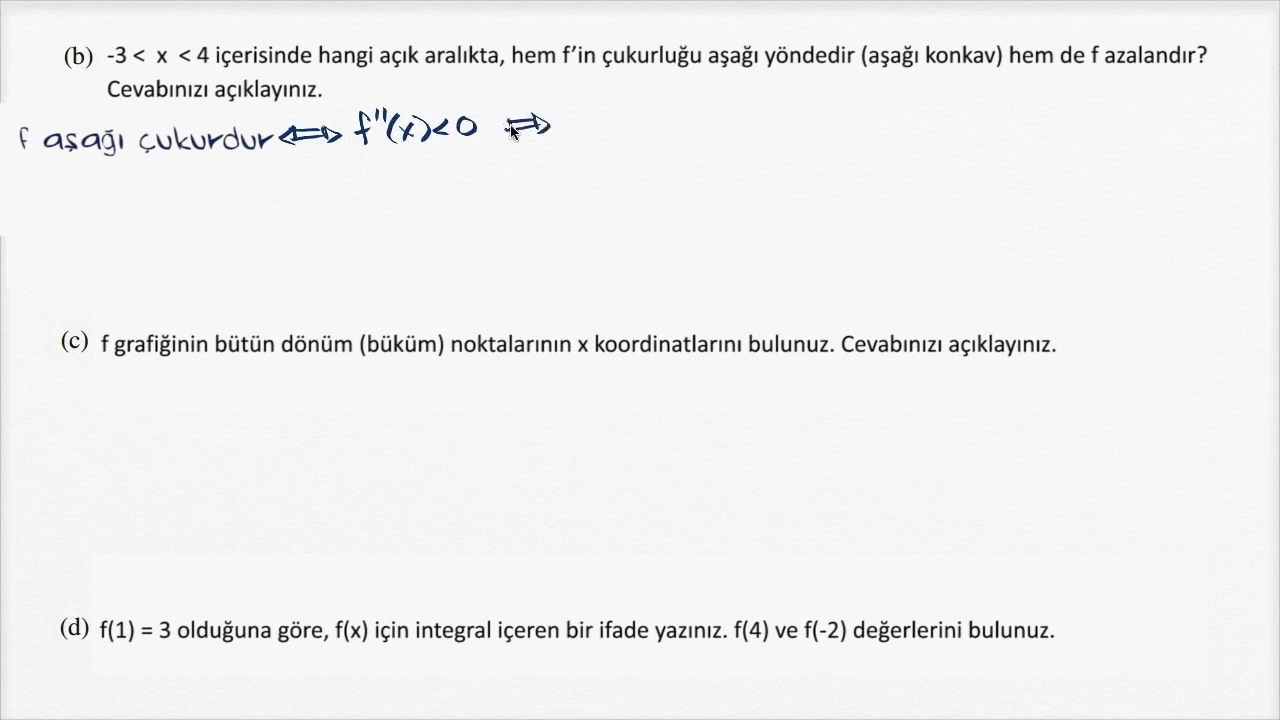 (b) -3 < x < 4 içerisinde hangi açık aralıkta, hem f’in çukurluğu aşağı yöndedir (aşağı konkav) hem de f azalandır?
Cevabınızı açıklayınız.
f aşağı çukurdur ⇔ f"(x)<0 ⇔
(c) f grafiğinin bütün dönüm (büküm) noktalarının x koordinatlarını bulunuz. Cevabınızı açıklayınız.
(d) f(1) = 3 olduğuna göre, f(x) için integral içeren bir ifade yazınız. f(4) ve f(-2) değerlerini bulunuz.